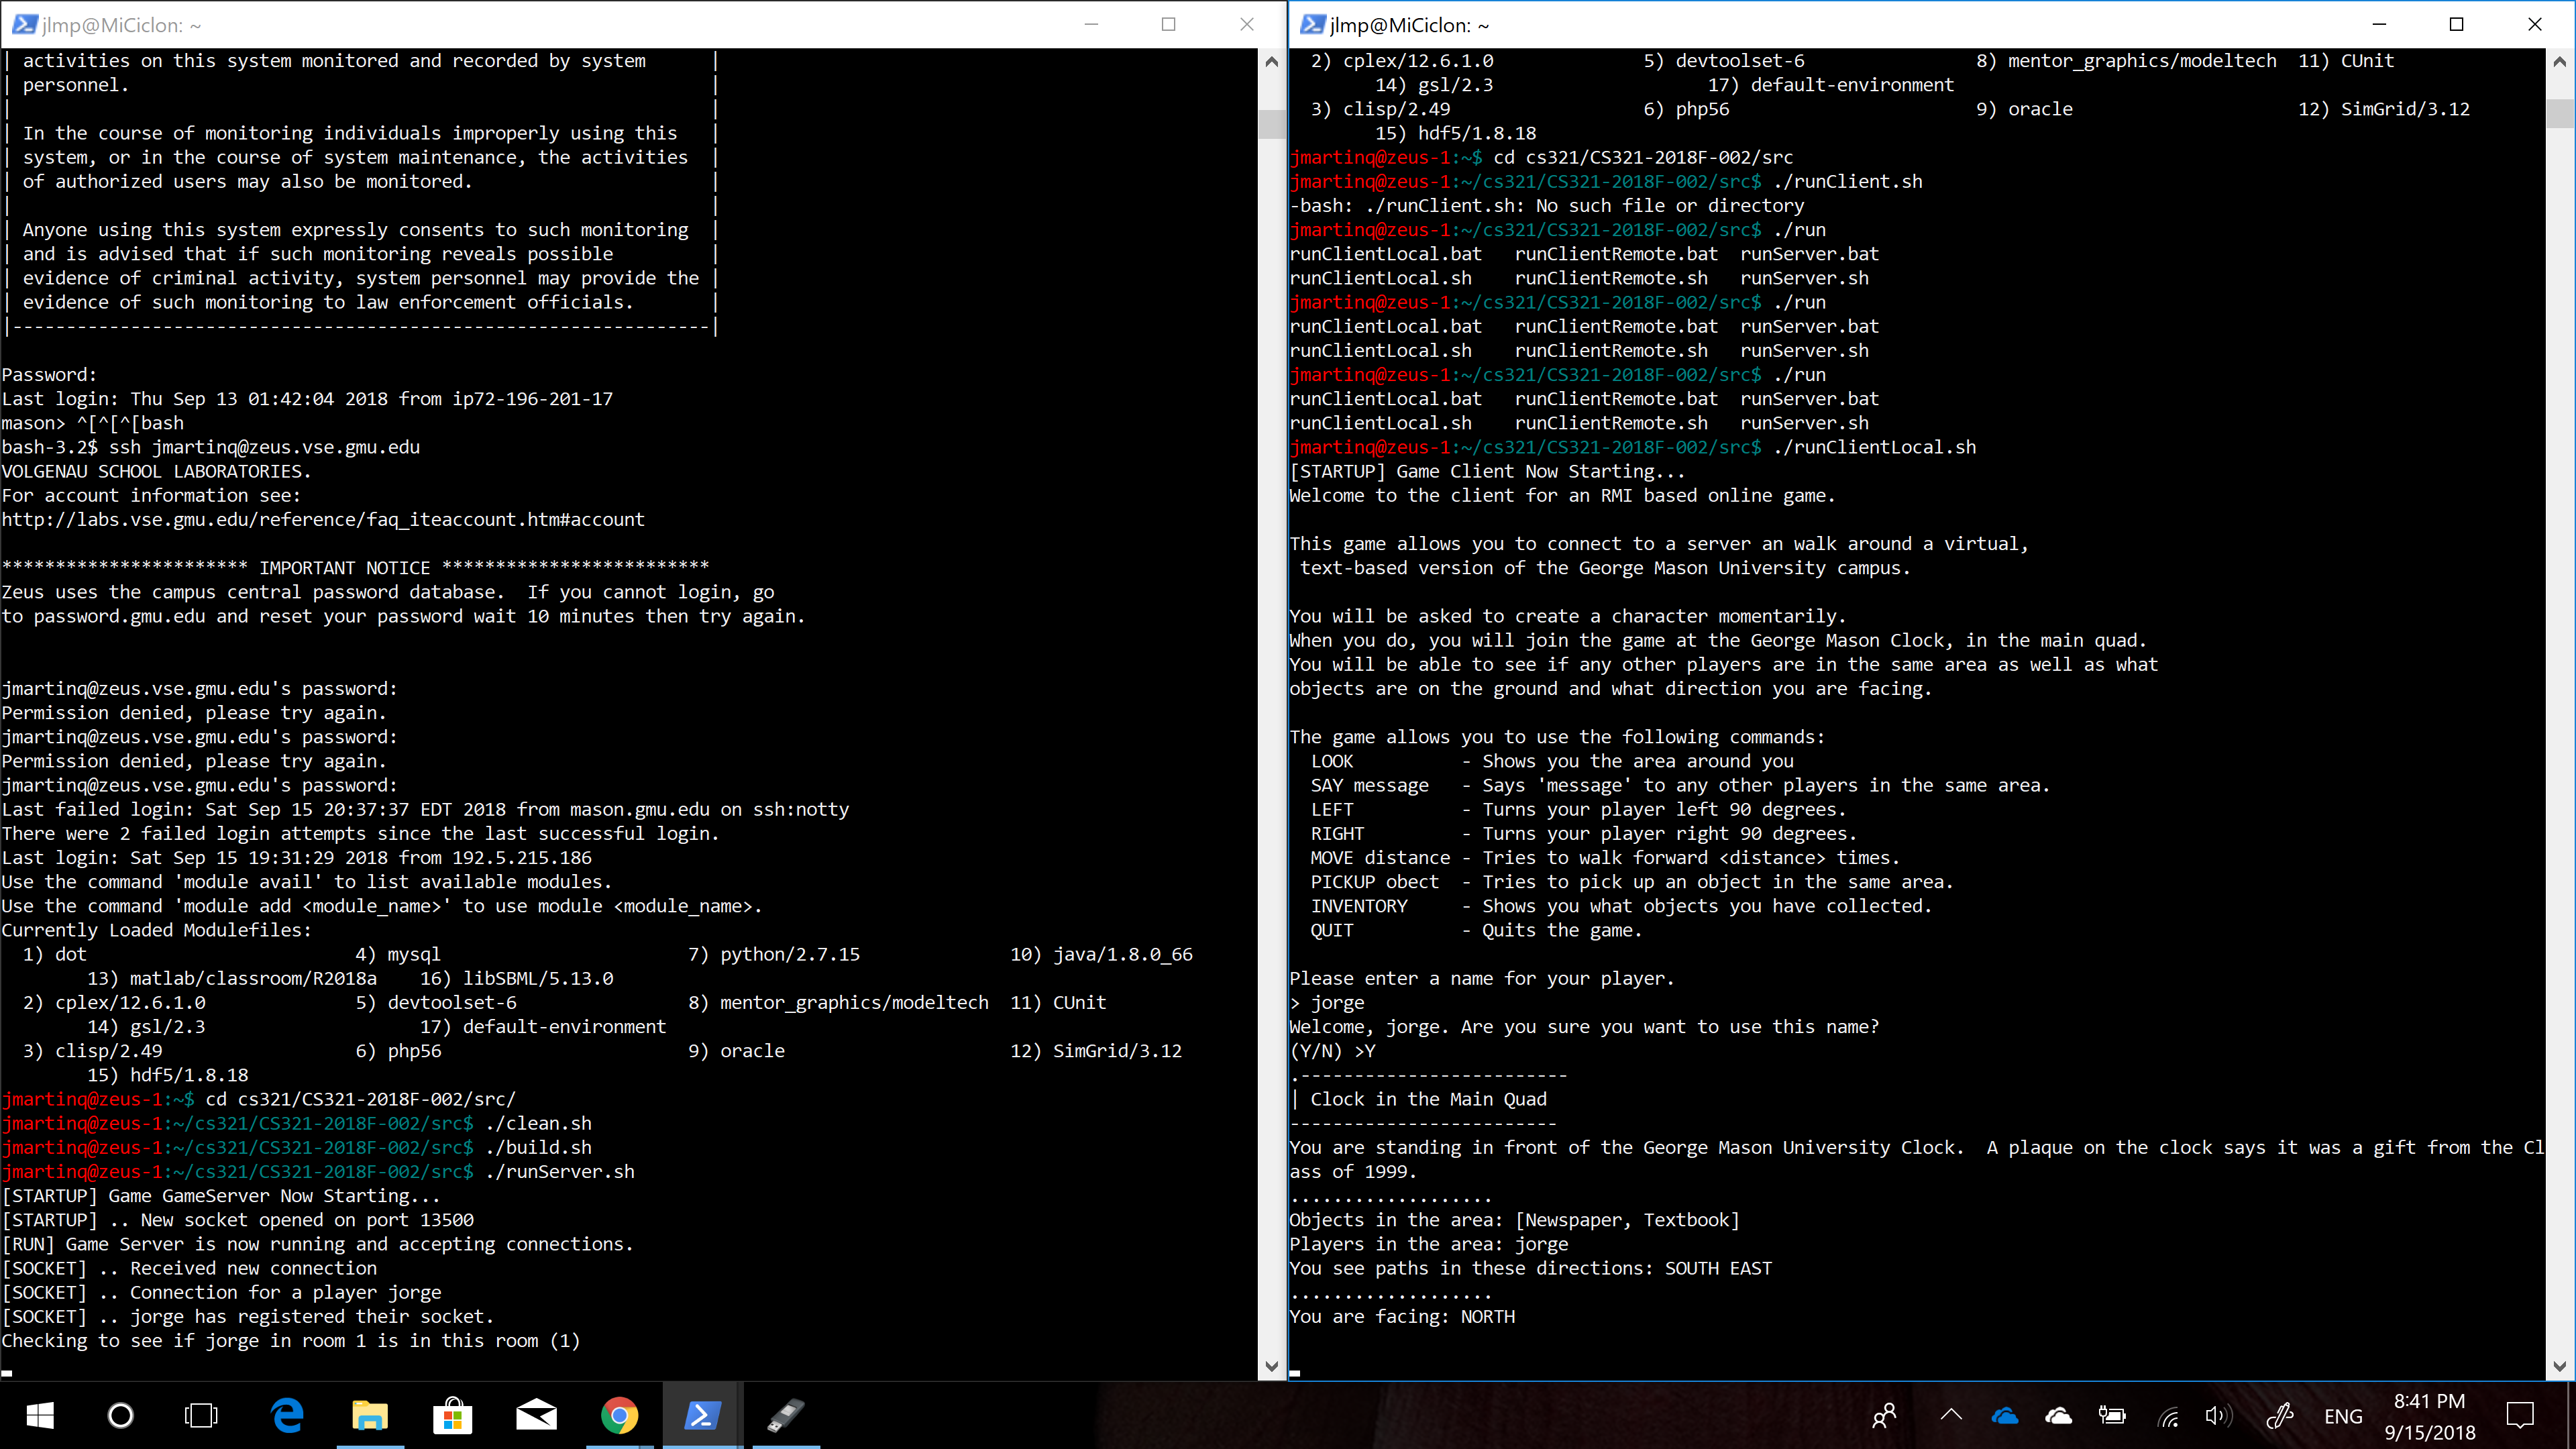 jlmp@MiCiclon: ~
| activities on this system monitored and recorded by system      |
| personnel.                                                      |
|                                                                 |
| In the course of monitoring individuals improperly using this   |
| system, or in the course of system maintenance, the activities  |
| of authorized users may also be monitored.                      |
|                                                                 |
| Anyone using this system expressly consents to such monitoring  |
| and is advised that if such monitoring reveals possible         |
| evidence of criminal activity, system personnel may provide the |
| evidence of such monitoring to law enforcement officials.       |
|-----------------------------------------------------------------|
Password:
Last login: Thu Sep 13 01:42:04 2018 from ip72-196-201-17
mason> ^[^[^[bash
bash-3.2$ ssh jmartinq@zeus.vse.gmu.edu
VOLGENAU SCHOOL LABORATORIES.
For account information see:
http://labs.vse.gmu.edu/reference/faq_iteaccount.htm#account
*********************** IMPORTANT NOTICE *************************
Zeus uses the campus central password database.  If you cannot login, go
to password.gmu.edu and reset your password wait 10 minutes then try again.
jmartinq@zeus.vse.gmu.edu's password:
Permission denied, please try again.
jmartinq@zeus.vse.gmu.edu's password:
Permission denied, please try again.
jmartinq@zeus.vse.gmu.edu's password:
Last failed login: Sat Sep 15 20:37:37 EDT 2018 from mason.gmu.edu on ssh:notty
There were 2 failed login attempts since the last successful login.
Last login: Sat Sep 15 19:31:29 2018 from 192.5.215.186
Use the command 'module avail' to list available modules.
Use the command 'module add <module_name>' to use module <module_name>.
Currently Loaded Modulefiles:
  1) dot                         4) mysql                       7) python/2.7.15              10) java/1.8.0_66
        13) matlab/classroom/R2018a    16) libSBML/5.13.0
  2) cplex/12.6.1.0              5) devtoolset-6                8) mentor_graphics/modeltech  11) CUnit
        14) gsl/2.3                    17) default-environment
  3) clisp/2.49                  6) php56                       9) oracle                     12) SimGrid/3.12
        15) hdf5/1.8.18
jmartinq@zeus-1:~$ cd cs321/CS321-2018F-002/src/
jmartinq@zeus-1:~/cs321/CS321-2018F-002/src$ ./clean.sh
jmartinq@zeus-1:~/cs321/CS321-2018F-002/src$ ./build.sh
jmartinq@zeus-1:~/cs321/CS321-2018F-002/src$ ./runServer.sh
[STARTUP] Game GameServer Now Starting...
[STARTUP] .. New socket opened on port 13500
[RUN] Game Server is now running and accepting connections.
[SOCKET] .. Received new connection
[SOCKET] .. Connection for a player jorge
[SOCKET] .. jorge has registered their socket.
Checking to see if jorge in room 1 is in this room (1)
jlmp@MiCiclon: ~
  2) cplex/12.6.1.0              5) devtoolset-6                8) mentor_graphics/modeltech  11) CUnit
        14) gsl/2.3                    17) default-environment
  3) clisp/2.49                  6) php56                       9) oracle                     12) SimGrid/3.12
        15) hdf5/1.8.18
jmartinq@zeus-1:~$ cd cs321/CS321-2018F-002/src
jmartinq@zeus-1:~/cs321/CS321-2018F-002/src$ ./runClient.sh
-bash: ./runClient.sh: No such file or directory
jmartinq@zeus-1:~/cs321/CS321-2018F-002/src$ ./run
runClientLocal.bat   runClientRemote.bat  runServer.bat
runClientLocal.sh    runClientRemote.sh   runServer.sh
jmartinq@zeus-1:~/cs321/CS321-2018F-002/src$ ./run
runClientLocal.bat   runClientRemote.bat  runServer.bat
runClientLocal.sh    runClientRemote.sh   runServer.sh
jmartinq@zeus-1:~/cs321/CS321-2018F-002/src$ ./run
runClientLocal.bat   runClientRemote.bat  runServer.bat
runClientLocal.sh    runClientRemote.sh   runServer.sh
jmartinq@zeus-1:~/cs321/CS321-2018F-002/src$ ./runClientLocal.sh
[STARTUP] Game Client Now Starting...
Welcome to the client for an RMI based online game.
This game allows you to connect to a server an walk around a virtual,
 text-based version of the George Mason University campus.
You will be asked to create a character momentarily.
When you do, you will join the game at the George Mason Clock, in the main quad.
You will be able to see if any other players are in the same area as well as what
objects are on the ground and what direction you are facing.
The game allows you to use the following commands:
  LOOK          - Shows you the area around you
  SAY message   - Says 'message' to any other players in the same area.
  LEFT          - Turns your player left 90 degrees.
  RIGHT         - Turns your player right 90 degrees.
  MOVE distance - Tries to walk forward <distance> times.
  PICKUP obect  - Tries to pick up an object in the same area.
  INVENTORY     - Shows you what objects you have collected.
  QUIT          - Quits the game.
Please enter a name for your player.
> jorge
Welcome, jorge. Are you sure you want to use this name?
(Y/N) >Y
.-------------------------
| Clock in the Main Quad
-------------------------
You are standing in front of the George Mason University Clock.  A plaque on the clock says it was a gift from the Cl
ass of 1999.
...................
Objects in the area: [Newspaper, Textbook]
Players in the area: jorge
You see paths in these directions: SOUTH EAST
...................
You are facing: NORTH
ENG
8:41 PM
9/15/2018